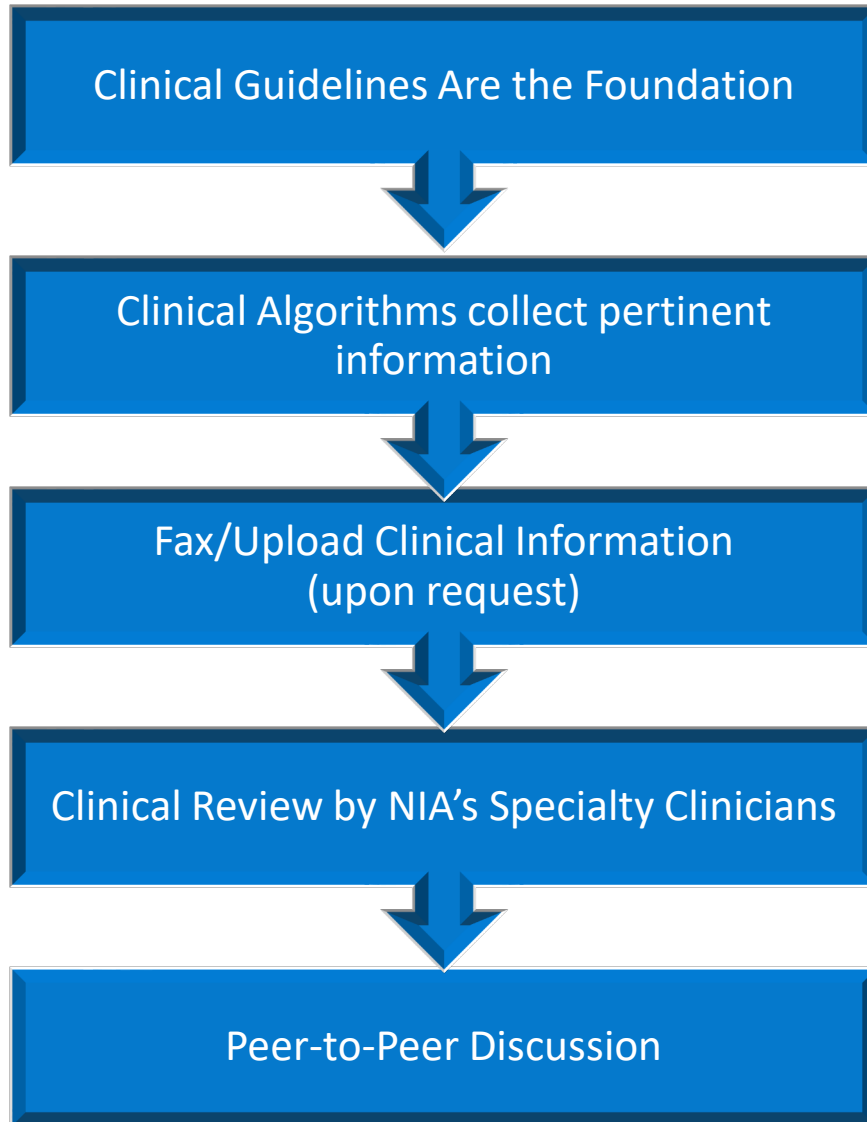 Clinical Guidelines Are the Foundation
Clinical Algorithms collect pertinent
information
Fax/Upload Clinical Information
(upon request)
Clinical Review by NIA’s Specialty Clinicians
Peer-to-Peer Discussion